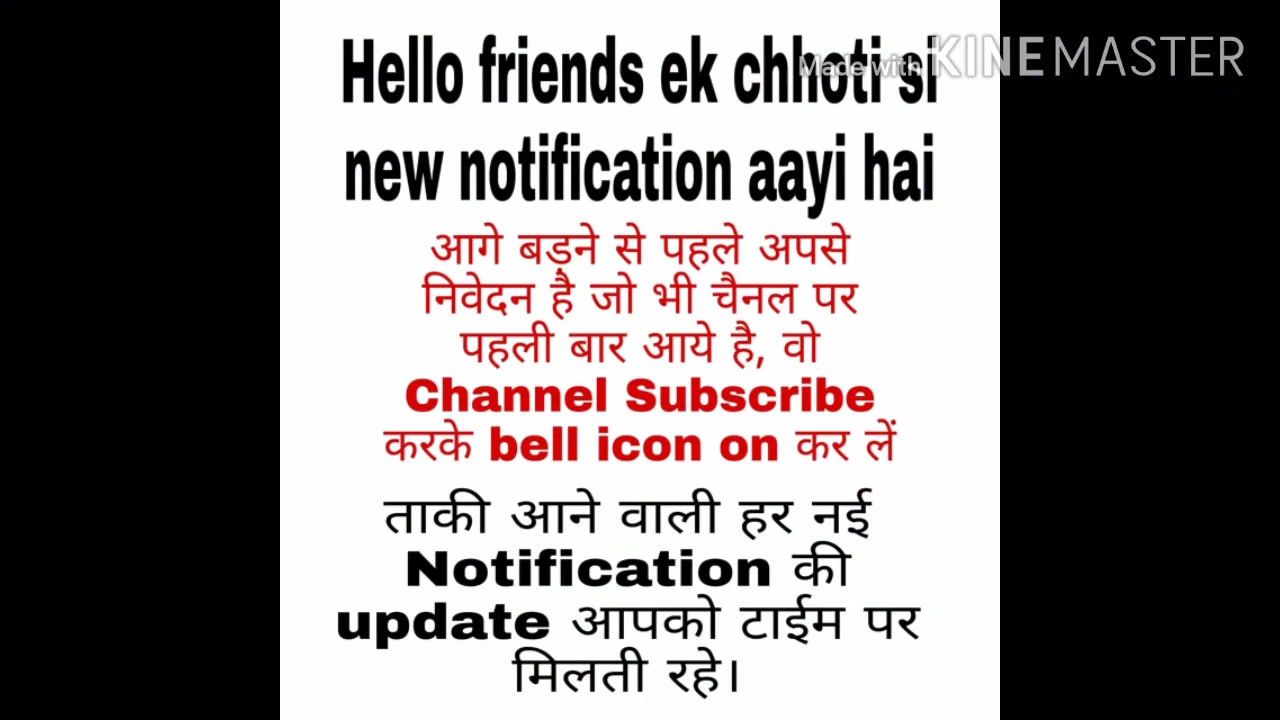 Hello friends ek chhoti si
Made with KINEMASTER
new notification aayi hai
आगे बड़ने से पहले अपसे
निवेदन है जो भी चैनल पर
पहली बार आये है, वो
Channel Subscribe
करके bell icon on कर लें
ताकी आने वाली हर नई
Notification की
update आपको टाईम पर
मिलती रहे।